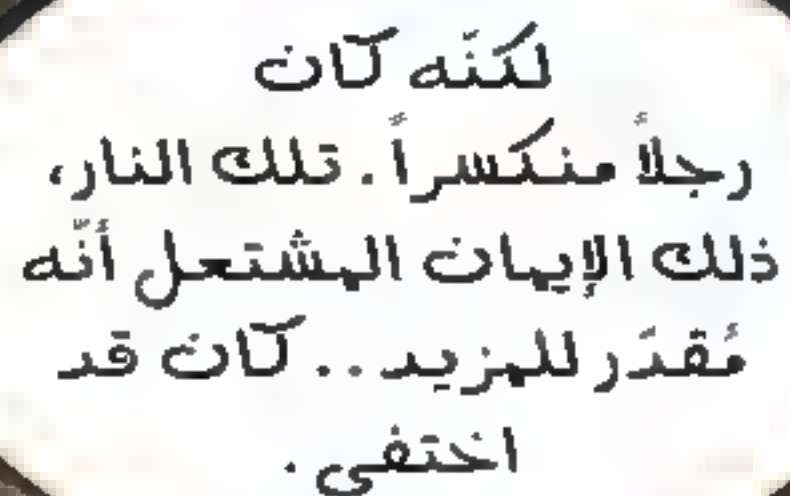 لكنّه كان
رجلاً منكسراً. تلك النار،
ذلك الإيمان المشتعل أنّه
مُقدّر للمزيد.. كان قد
اختفى.